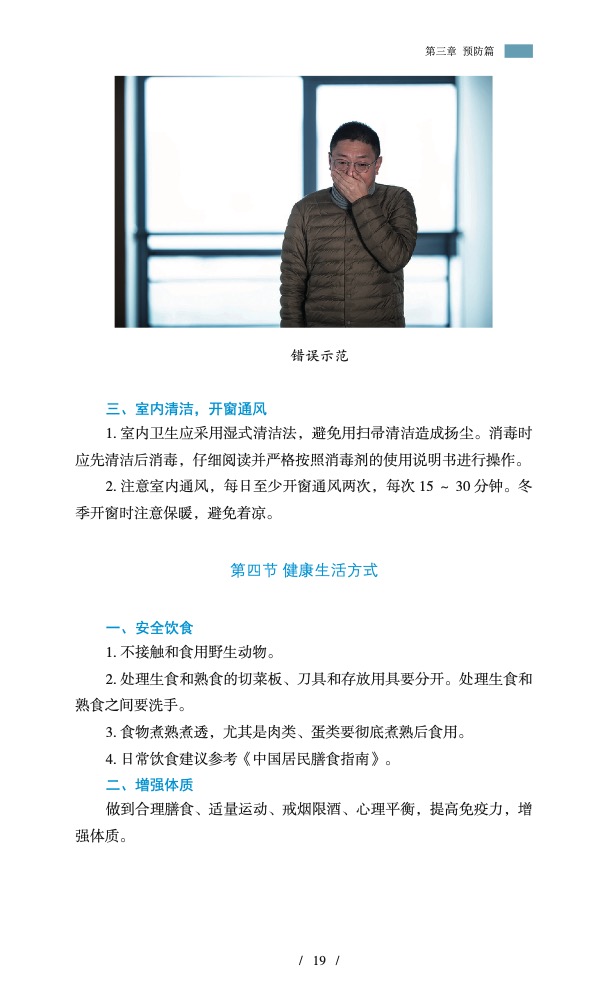 第三章 预防篇
错误示范
三、室内清洁，开窗通风
1. 室内卫生应采用湿式清洁法，避免用扫帚清洁造成扬尘。消毒时
应先清洁后消毒，仔细阅读并严格按照消毒剂的使用说明书进行操作。
2. 注意室内通风，每日至少开窗通风两次，每次 15 ~ 30 分钟。冬
季开窗时注意保暖，避免着凉。
第四节 健康生活方式
一、安全饮食
1. 不接触和食用野生动物。
2. 处理生食和熟食的切菜板、刀具和存放用具要分开。处理生食和
熟食之间要洗手。
3. 食物煮熟煮透，尤其是肉类、蛋类要彻底煮熟后食用。
4. 日常饮食建议参考《中国居民膳食指南》。
二、增强体质
做到合理膳食、适量运动、戒烟限酒、心理平衡，提高免疫力，增
强体质。
/ 19 /